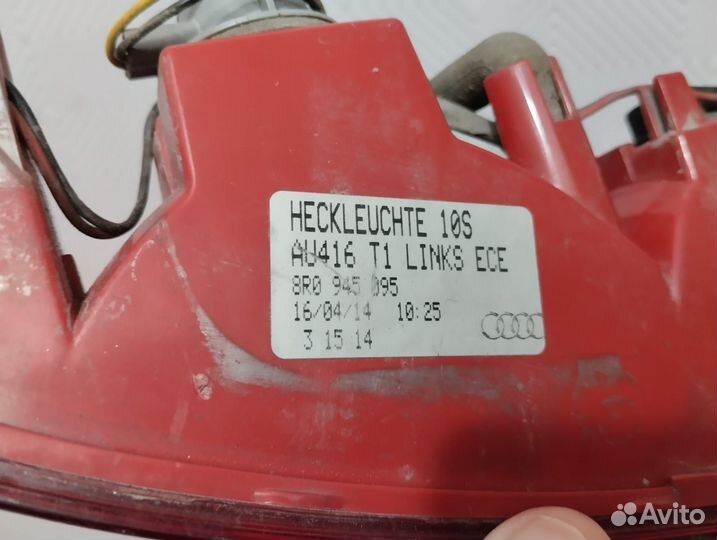 HECKLEUCHTE 10S
AU416 T1 LINKS ECE
8R0 945 095
16/04/14 10:25
3 15 14
Avito